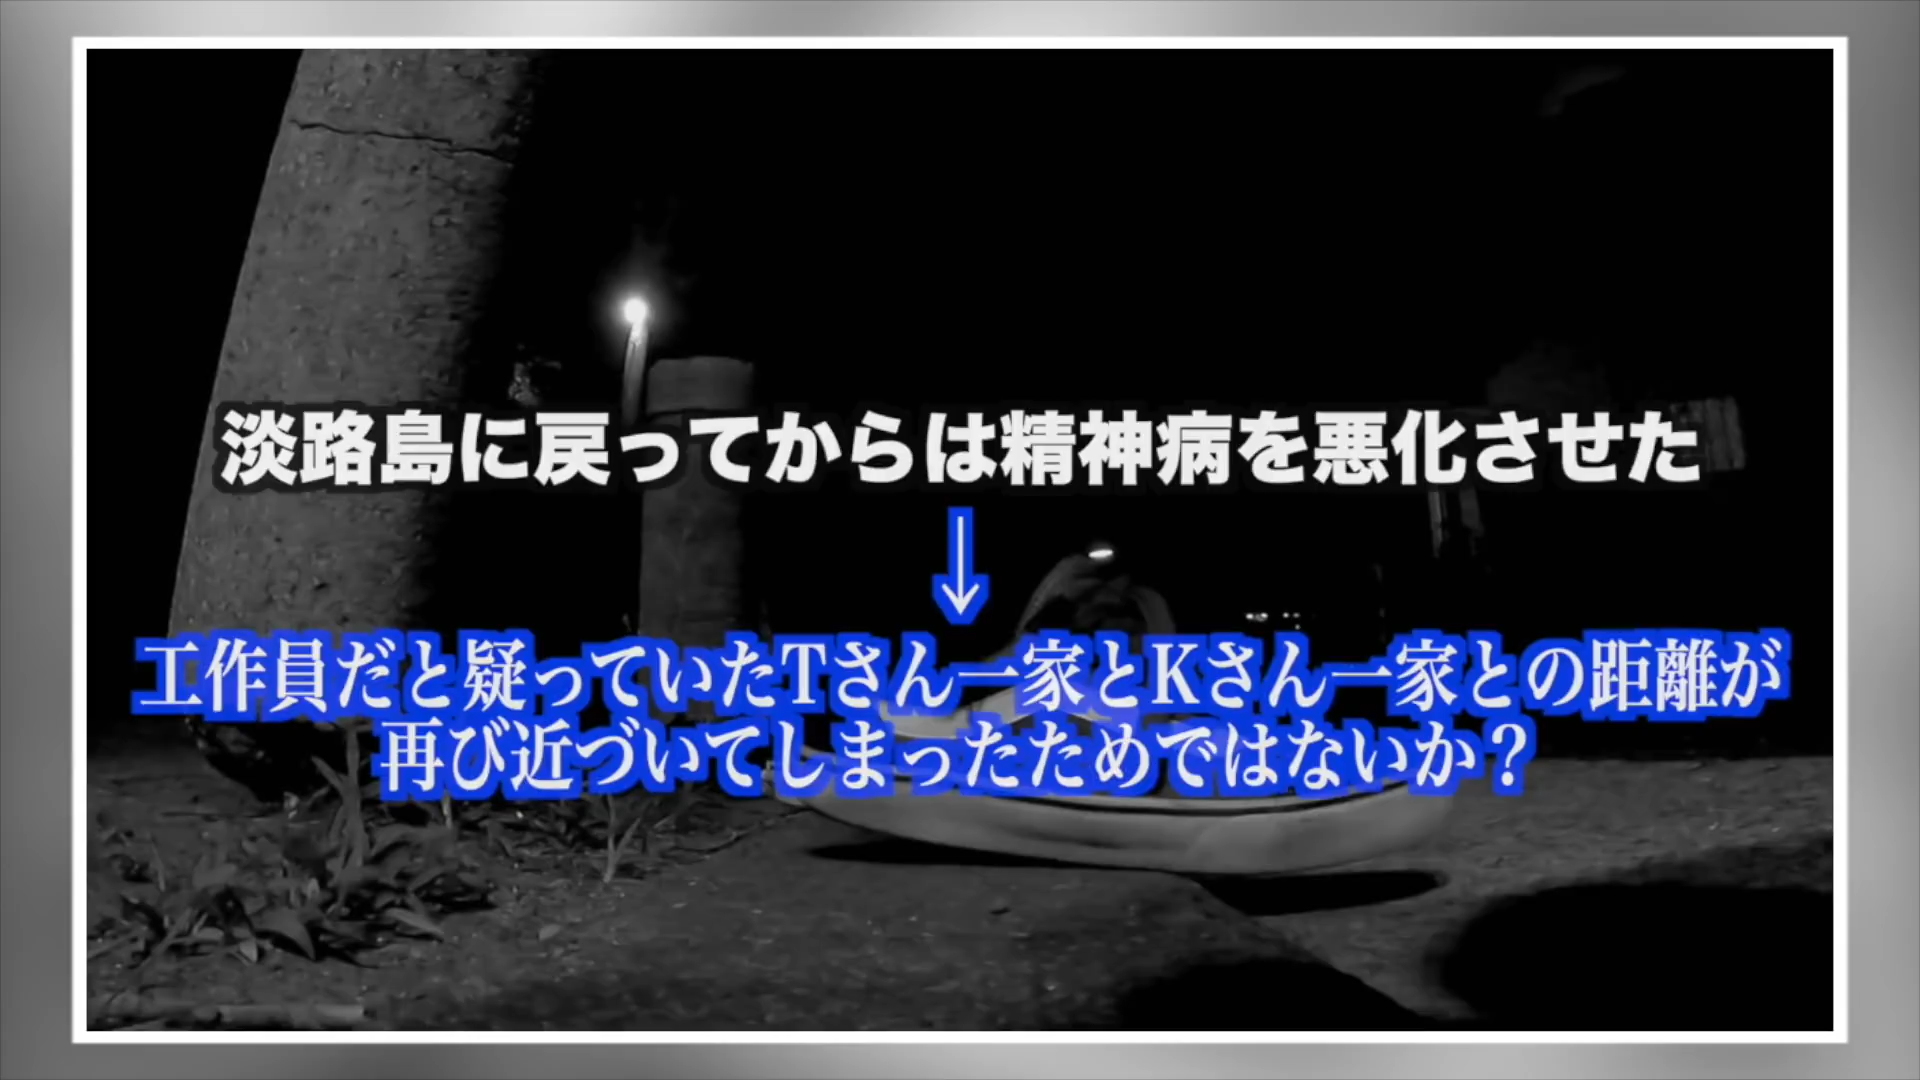 淡路島に戻ってからは精神病を悪化させた
↓
工作員だと疑っていたTさん一家とKさん一家との距離が
再び近づいてしまったためではないか？